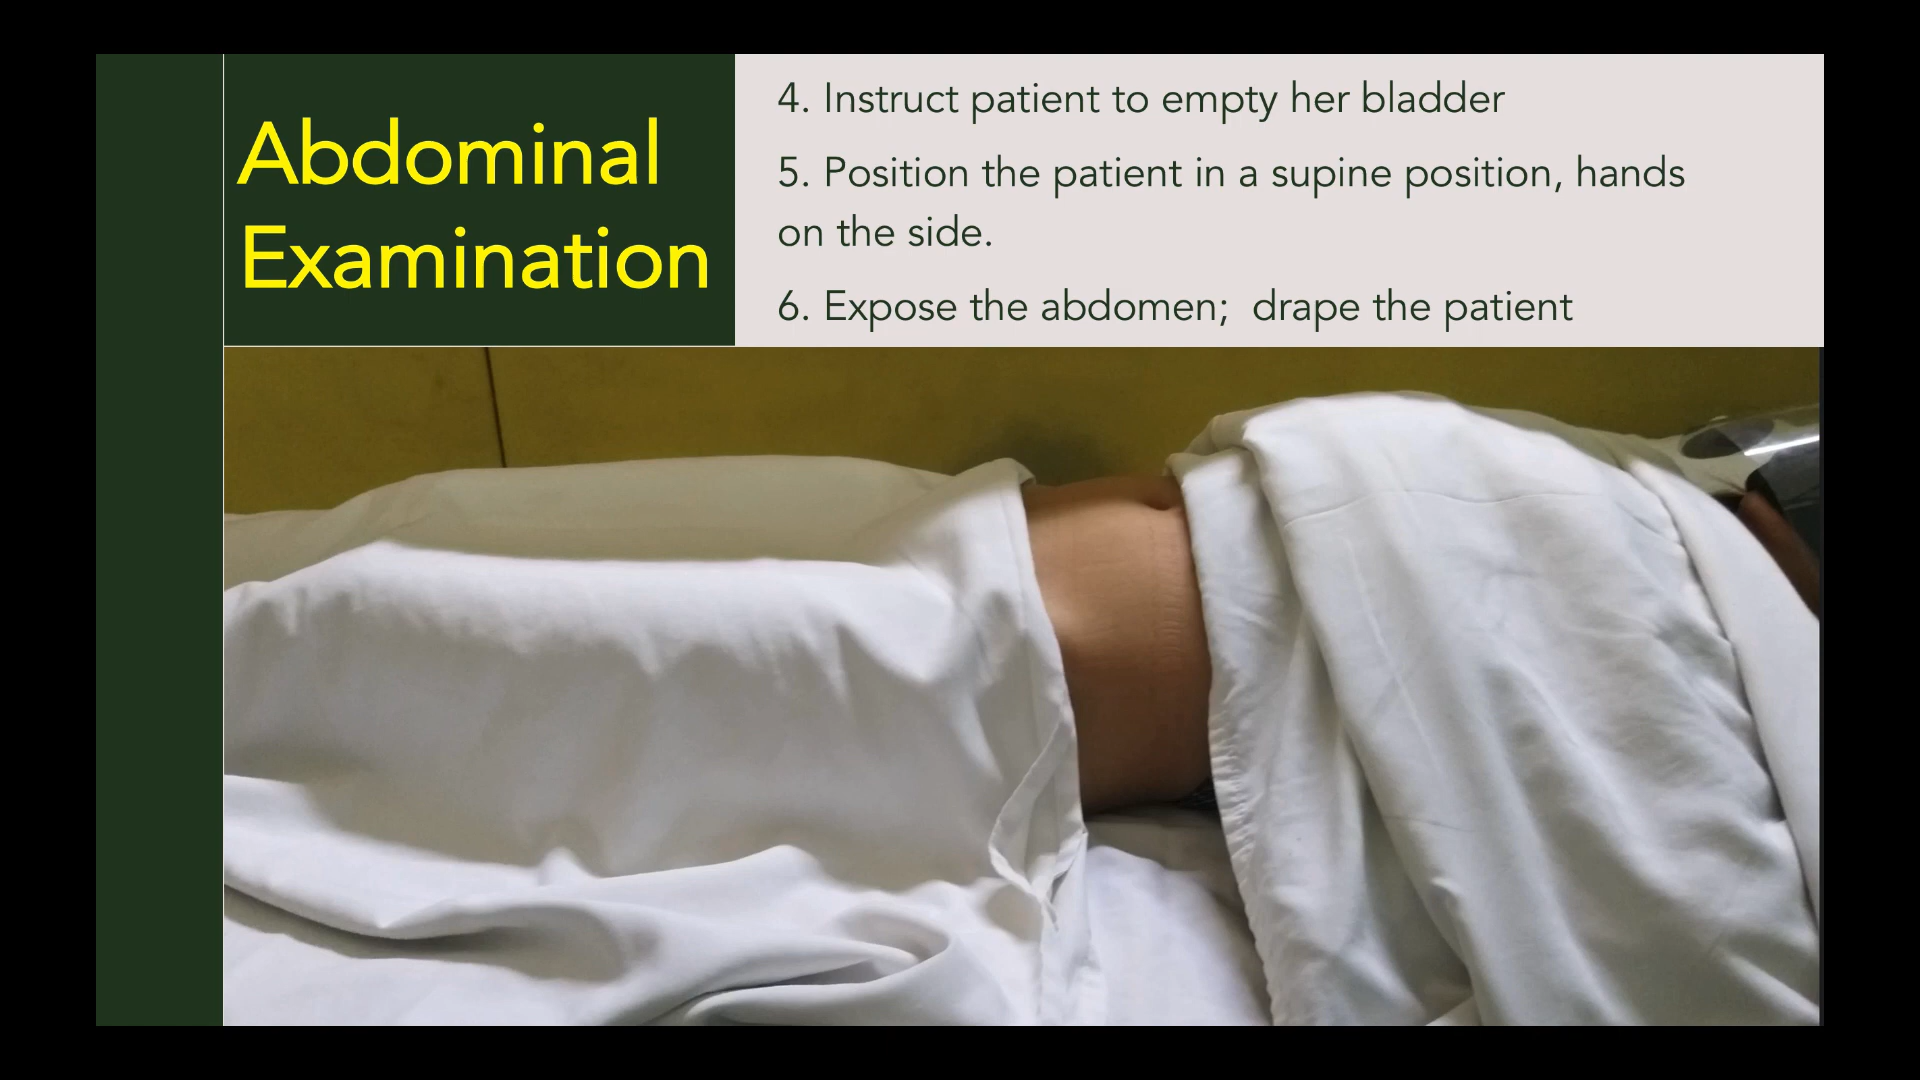 Abdominal
Examination
4. Instruct patient to empty her bladder
5. Position the patient in a supine position, hands
on the side.
6. Expose the abdomen;  drape the patient